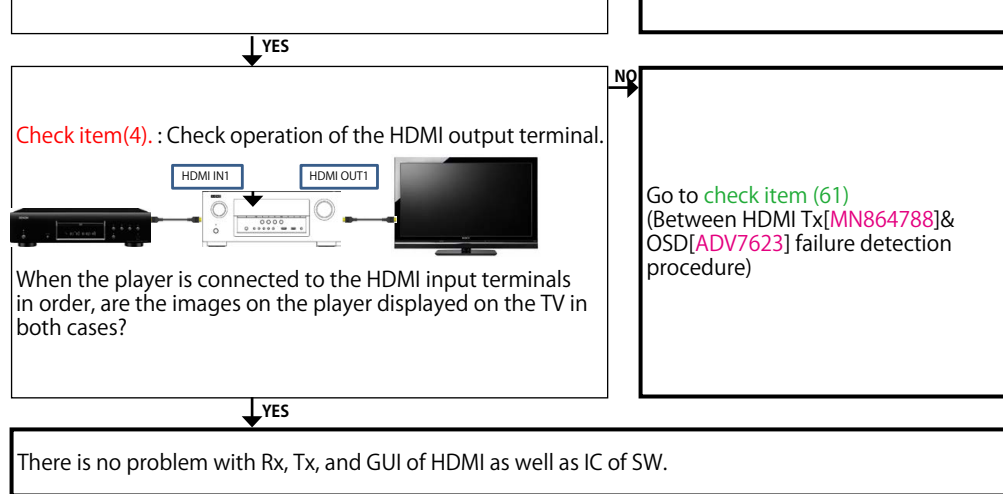 YES
NO
Check item(4). : Check operation of the HDMI output terminal.
HDMI IN1
HDMI OUT1
When the player is connected to the HDMI input terminals
in order, are the images on the player displayed on the TV in
both cases?
Go to check item (61)
(Between HDMI Tx[MN864788]&
OSD[ADV7623] failure detection
procedure)
YES
There is no problem with Rx, Tx, and GUI of HDMI as well as IC of SW.